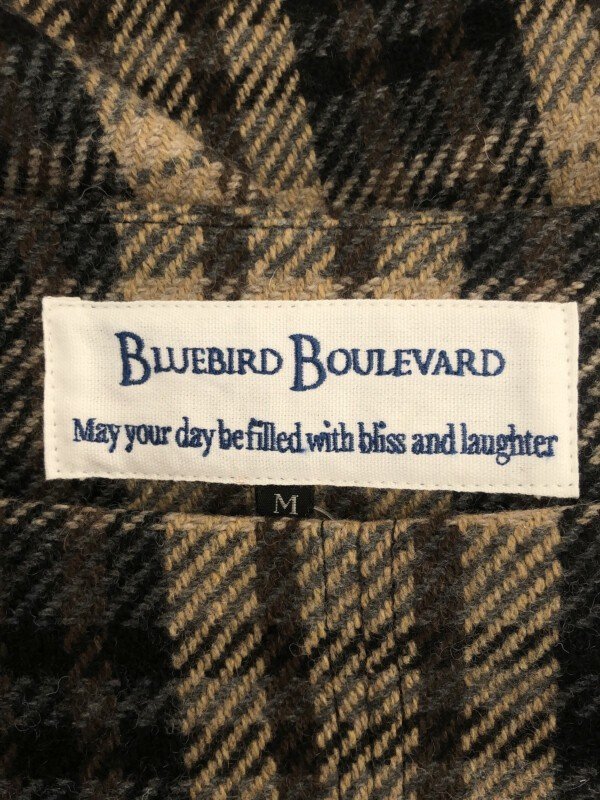 BLUEBIRD BOULEVARD
May your day be filled with bliss and laughter
M